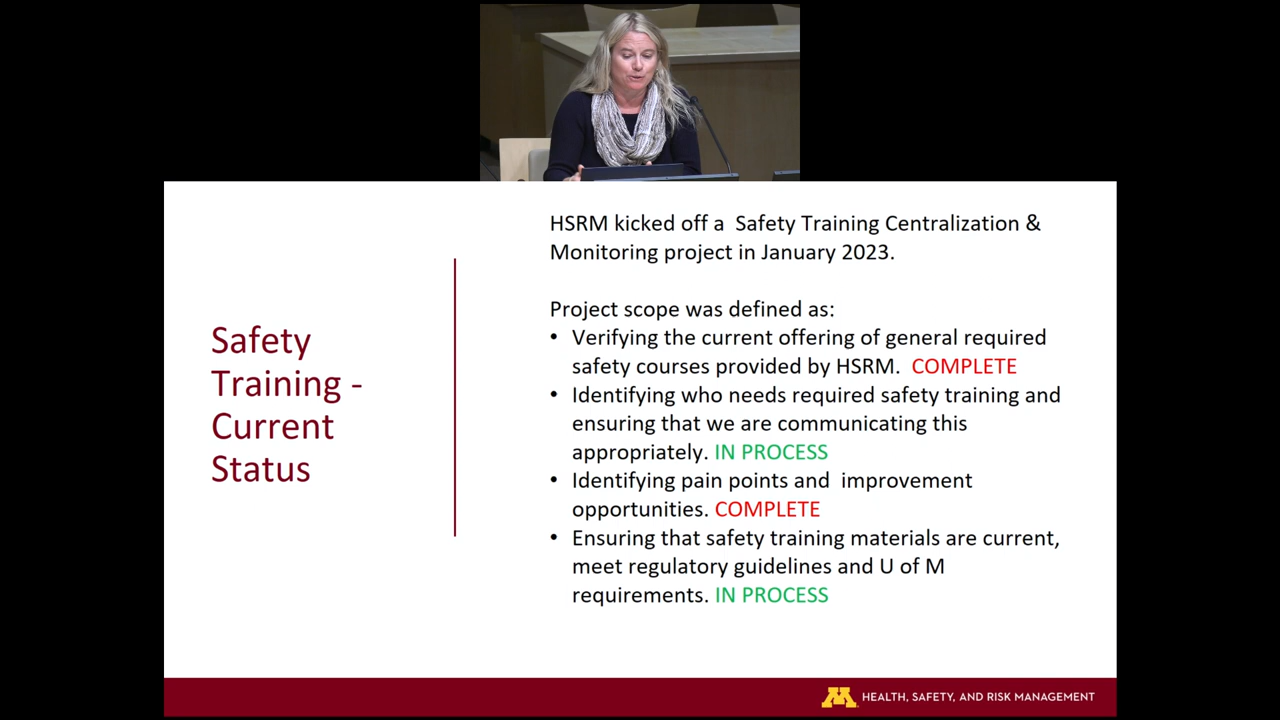 HSRM kicked off a  Safety Training Centralization &
Monitoring project in January 2023.
Project scope was defined as:
• Verifying the current offering of general required
safety courses provided by HSRM.  COMPLETE
• Identifying who needs required safety training and
ensuring that we are communicating this
appropriately. IN PROCESS
• Identifying pain points and  improvement
opportunities. COMPLETE
• Ensuring that safety training materials are current,
meet regulatory guidelines and U of M
requirements. IN PROCESS
Safety
Training -
Current
Status
M HEALTH, SAFETY, AND RISK MANAGEMENT